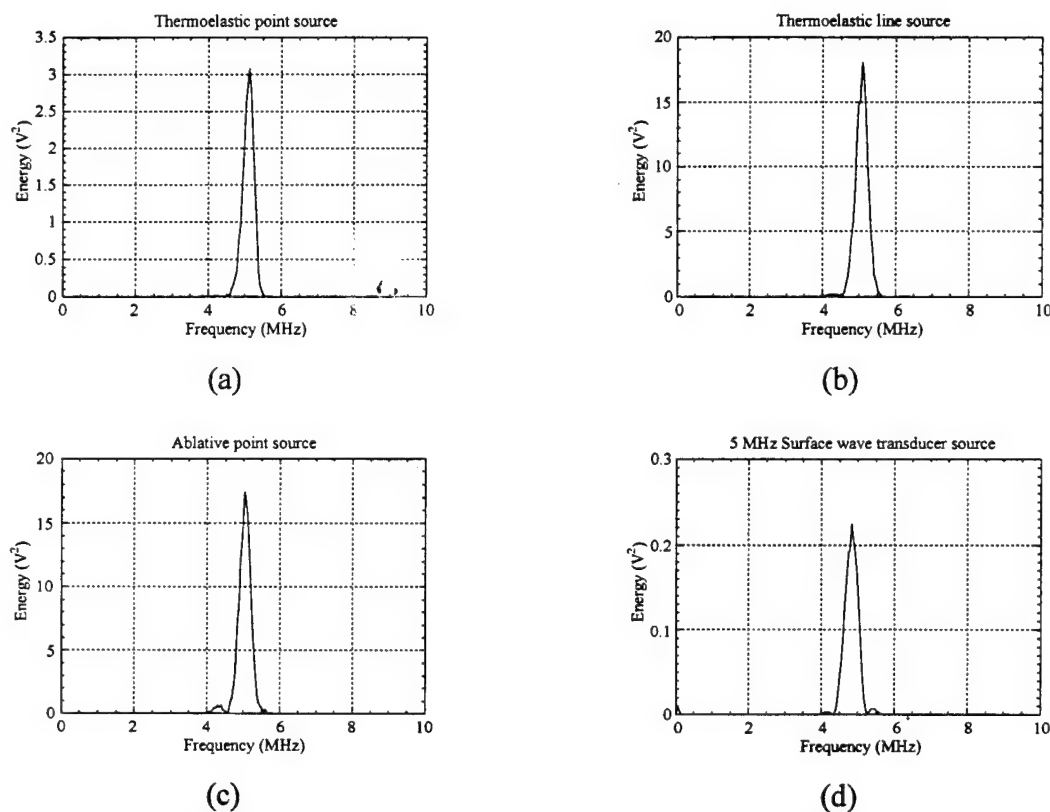 Thermoelastic point source
3.5
3
2.5
2
1.5
1
0.5
0
Energy (V²)
0 2 4 6 8 10
Frequency (MHz)
(a)
Thermoelastic line source
20
15
10
5
0
Energy (V²)
0 2 4 6 8 10
Frequency (MHz)
(b)
Ablative point source
20
15
10
5
0
Energy (V²)
0 2 4 6 8 10
Frequency (MHz)
(c)
5 MHz Surface wave transducer source
0.3
0.2
0.1
0
Energy (V²)
0 2 4 6 8 10
Frequency (MHz)
(d)